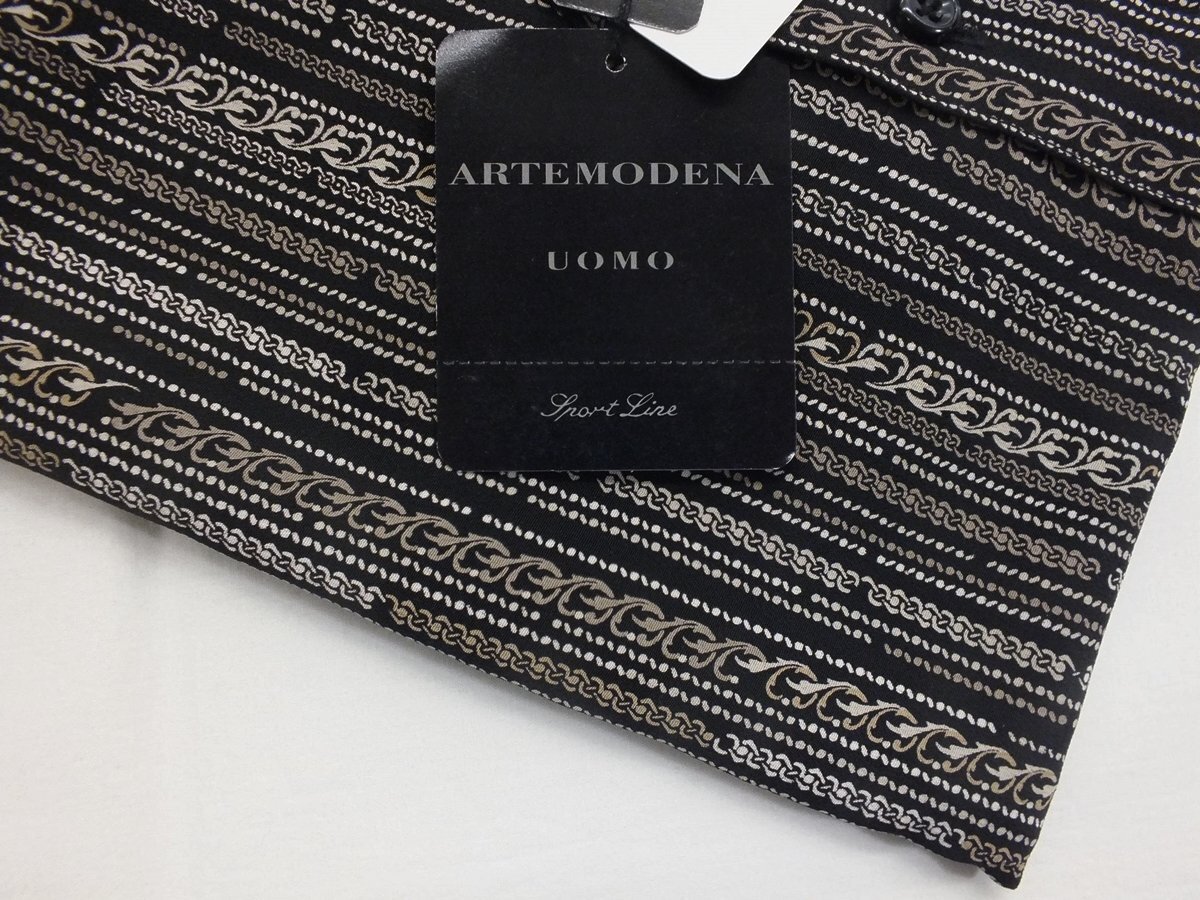 ARTEMODENA
UOMO
Sport Line